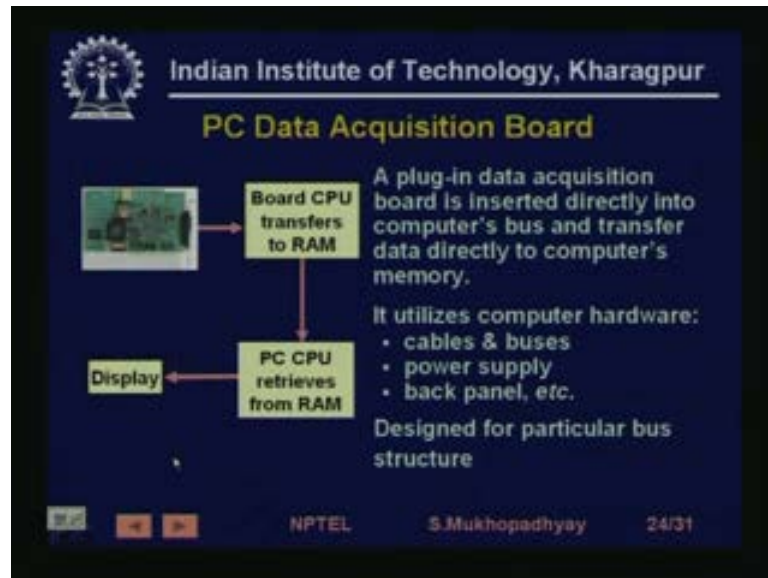 Indian Institute of Technology, Kharagpur
PC Data Acquisition Board
Board CPU
transfers
to RAM
PC CPU
retrieves
from RAM
Display
A plug-in data acquisition
board is inserted directly into
computer's bus and transfer
data directly to computer's
memory.
It utilizes computer hardware:
• cables & buses
• power supply
• back panel, etc.
Designed for particular bus
structure
NPTEL
S.Mukhopadhyay
24/31